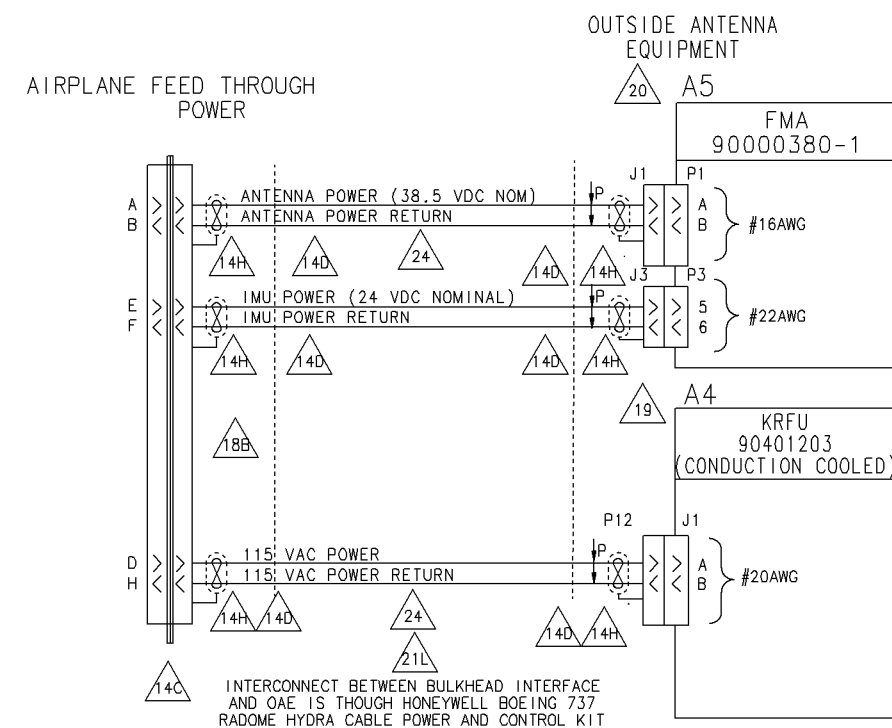 OUTSIDE ANTENNA
EQUIPMENT
AIRPLANE FEED THROUGH
POWER
20
A5
FMA
90000380-1
J1
P1
A
ANTENNA POWER (38.5 VDC NOM)
P
A
B
ANTENNA POWER RETURN
B
#16AWG
14H
14D
24
14D
14H
J3
P3
E
IMU POWER (24 VDC NOMINAL)
P
5
F
IMU POWER RETURN
6
#22AWG
14H
14D
14D
14H
19
A4
KRFU
90401203
(CONDUCTION COOLED)
18B
P12
J1
D
115 VAC POWER
P
A
H
115 VAC POWER RETURN
B
#20AWG
14H
14D
24
14D
14H
21L
14C
INTERCONNECT BETWEEN BULKHEAD INTERFACE
AND OAE IS THOUGH HONEYWELL BOEING 737
RADOME HYDRA CABLE POWER AND CONTROL KIT